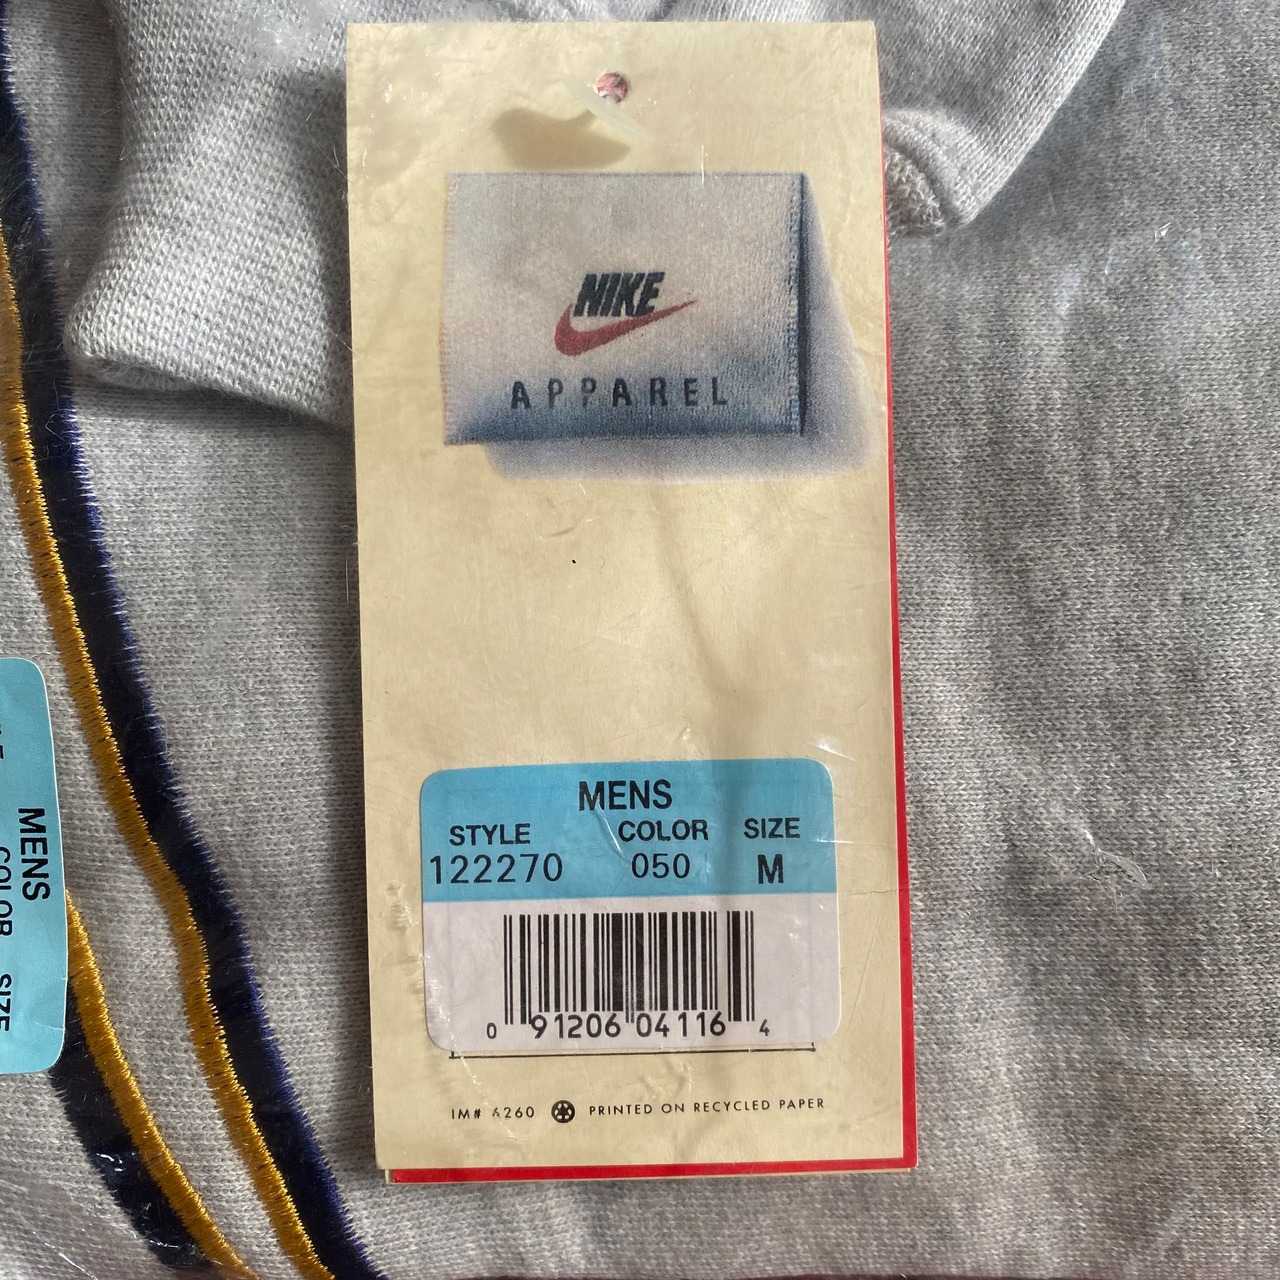 NIKE
APPAREL
MENS
STYLE COLOR SIZE
122270 050 M
0 91206 04116 4
IM# 6260 PRINTED ON RECYCLED PAPER
MENS
COLOR SIZE